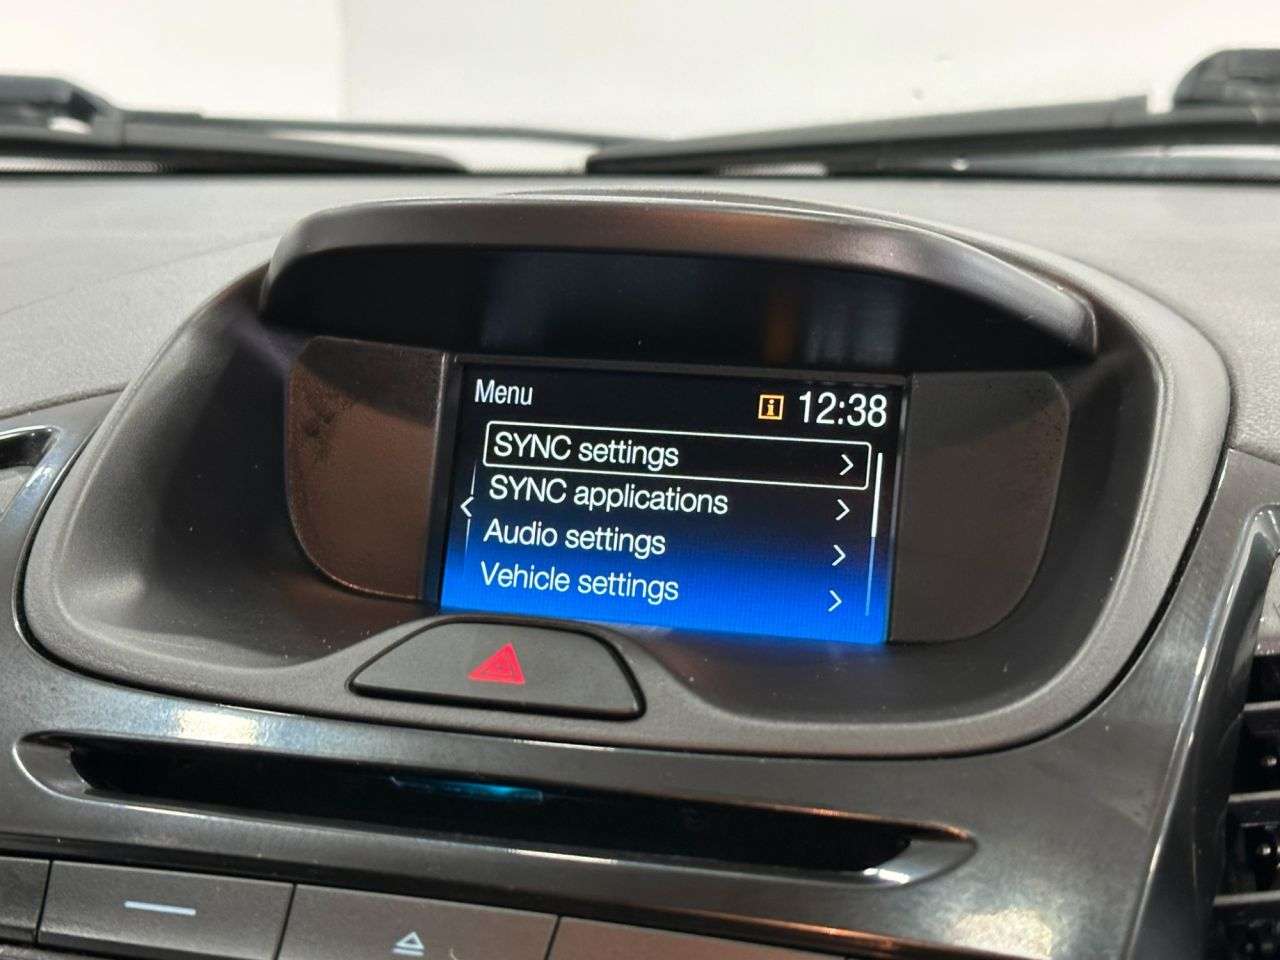 Menu
i 12:38
SYNC settings
SYNC applications
Audio settings
Vehicle settings